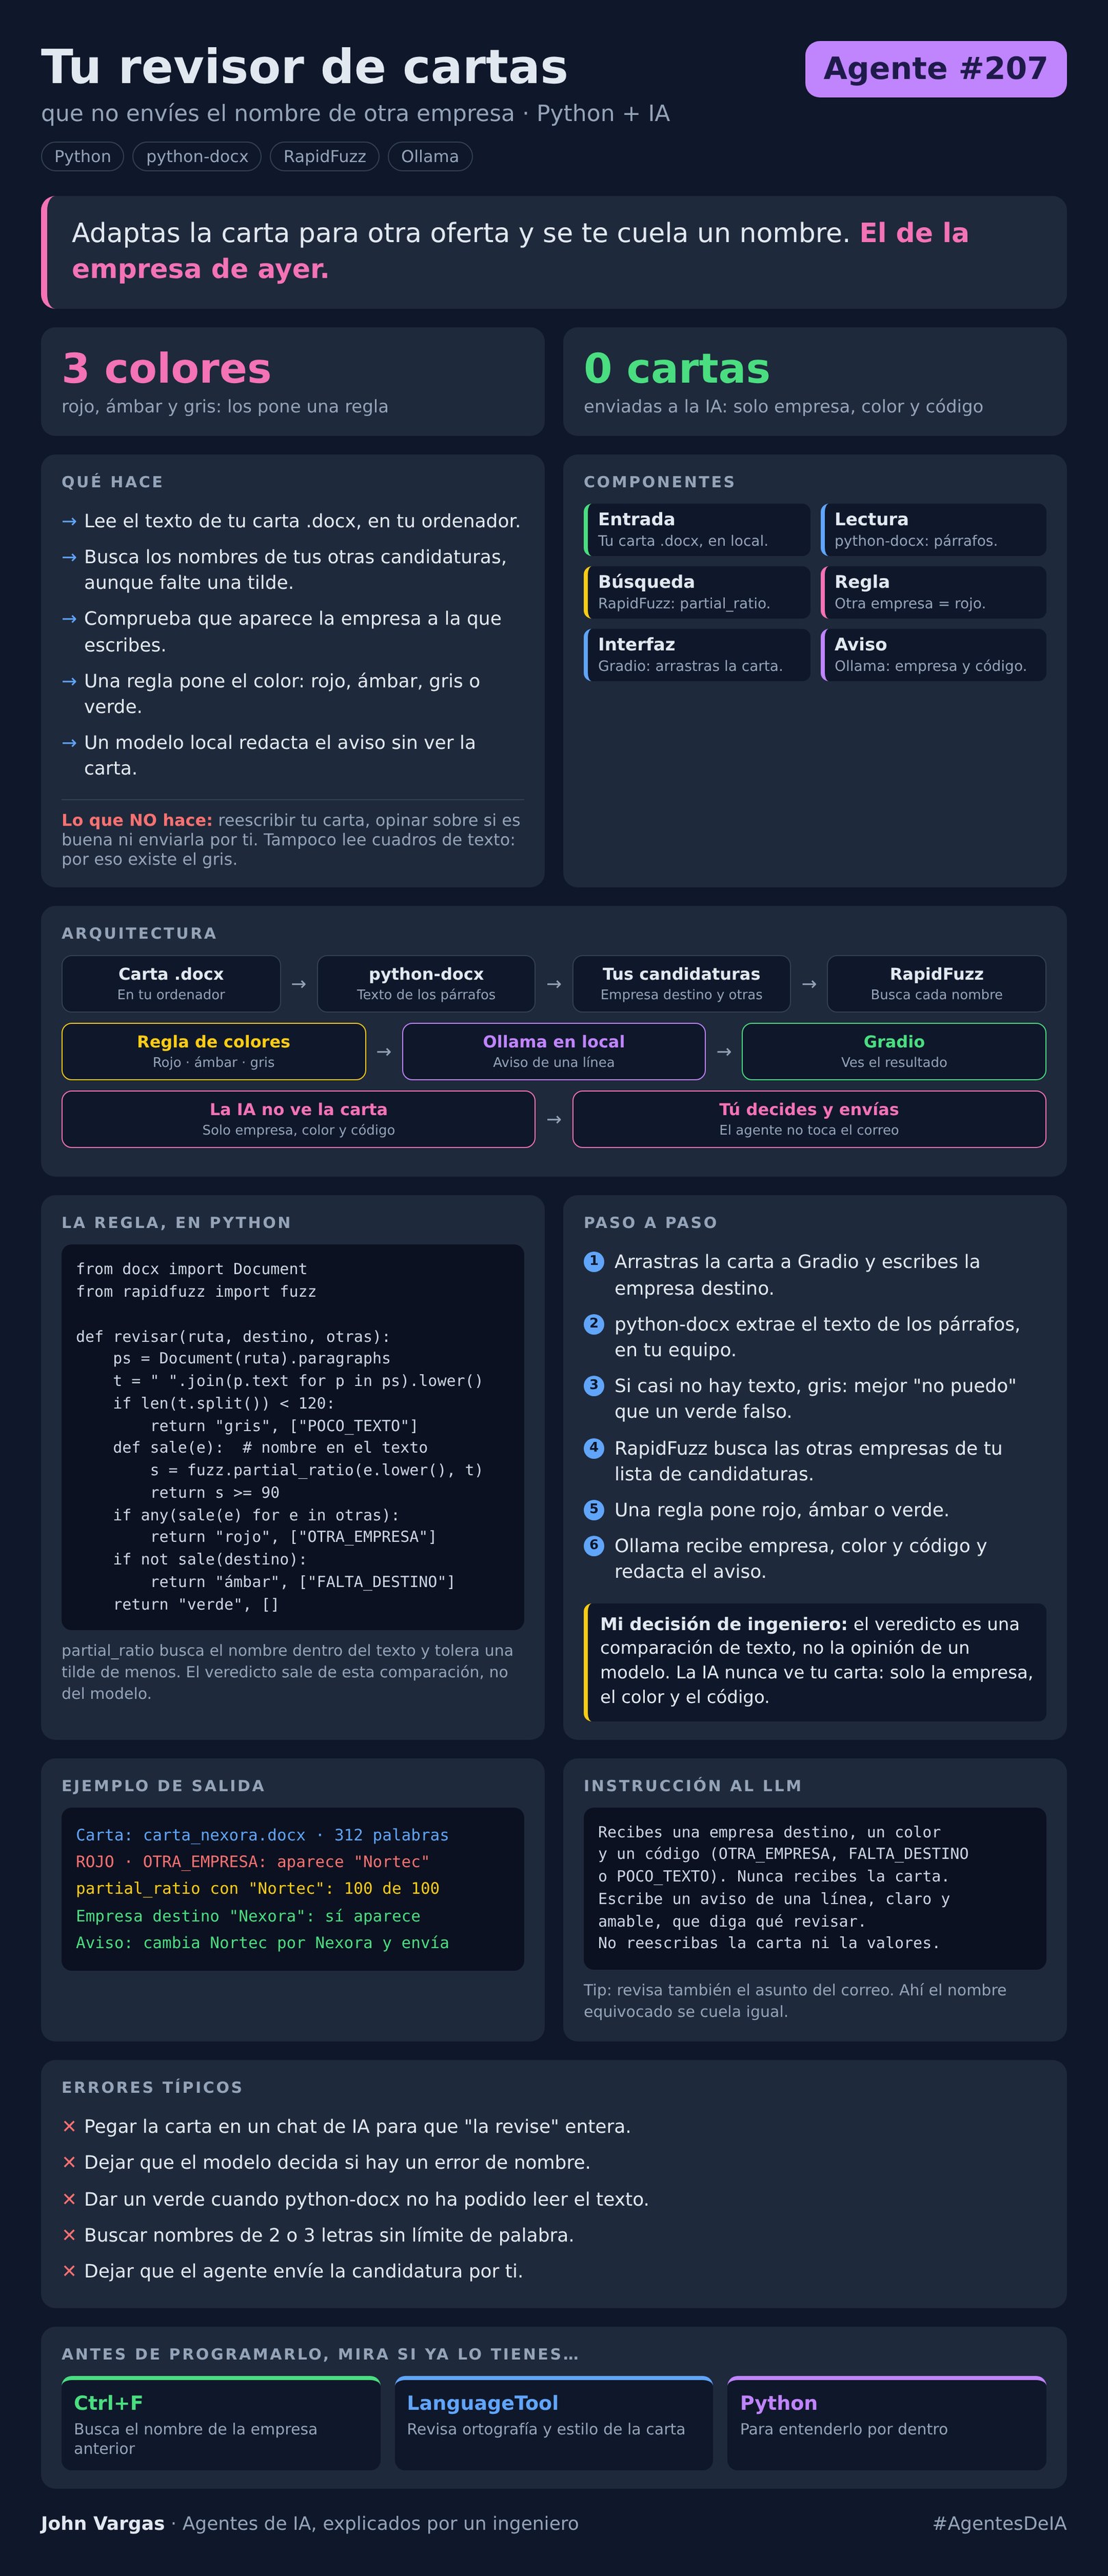 Tu revisor de cartas
Agente #207
que no envíes el nombre de otra empresa · Python + IA
Python
python-docx
RapidFuzz
Ollama
Adaptas la carta para otra oferta y se te cuela un nombre. El de la
empresa de ayer.
3 colores
rojo, ámbar y gris: los pone una regla
0 cartas
enviadas a la IA: solo empresa, color y código
QUÉ HACE
→ Lee el texto de tu carta .docx, en tu ordenador.
→ Busca los nombres de tus otras candidaturas,
aunque falte una tilde.
→ Comprueba que aparece la empresa a la que
escribes.
→ Una regla pone el color: rojo, ámbar, gris o
verde.
→ Un modelo local redacta el aviso sin ver la
carta.
Lo que NO hace: reescribir tu carta, opinar sobre si es
buena ni enviarla por ti. Tampoco lee cuadros de texto:
por eso existe el gris.
COMPONENTES
Entrada
Tu carta .docx, en local.
Lectura
python-docx: párrafos.
Búsqueda
RapidFuzz: partial_ratio.
Regla
Otra empresa = rojo.
Interfaz
Gradio: arrastras la carta.
Aviso
Ollama: empresa y código.
ARQUITECTURA
Carta .docx
En tu ordenador
→
python-docx
Texto de los párrafos
→
Tus candidaturas
Empresa destino y otras
→
RapidFuzz
Busca cada nombre
Regla de colores
Rojo · ámbar · gris
→
Ollama en local
Aviso de una línea
→
Gradio
Ves el resultado
La IA no ve la carta
Solo empresa, color y código
→
Tú decides y envías
El agente no toca el correo
LA REGLA, EN PYTHON
from docx import Document
from rapidfuzz import fuzz
def revisar(ruta, destino, otras):
    ps = Document(ruta).paragraphs
    t = " ".join(p.text for p in ps).lower()
    if len(t.split()) < 120:
        return "gris", ["POCO_TEXTO"]
    def sale(e):  # nombre en el texto
        s = fuzz.partial_ratio(e.lower(), t)
        return s >= 90
    if any(sale(e) for e in otras):
        return "rojo", ["OTRA_EMPRESA"]
    if not sale(destino):
        return "ámbar", ["FALTA_DESTINO"]
    return "verde", []
partial_ratio busca el nombre dentro del texto y tolera una
tilde de menos. El veredicto sale de esta comparación, no
del modelo.
PASO A PASO
1 Arrastras la carta a Gradio y escribes la
empresa destino.
2 python-docx extrae el texto de los párrafos,
en tu equipo.
3 Si casi no hay texto, gris: mejor "no puedo"
que un verde falso.
4 RapidFuzz busca las otras empresas de tu
lista de candidaturas.
5 Una regla pone rojo, ámbar o verde.
6 Ollama recibe empresa, color y código y
redacta el aviso.
Mi decisión de ingeniero: el veredicto es una
comparación de texto, no la opinión de un
modelo. La IA nunca ve tu carta: solo la empresa,
el color y el código.
EJEMPLO DE SALIDA
Carta: carta_nexora.docx · 312 palabras
ROJO · OTRA_EMPRESA: aparece "Nortec"
partial_ratio con "Nortec": 100 de 100
Empresa destino "Nexora": sí aparece
Aviso: cambia Nortec por Nexora y envía
INSTRUCCIÓN AL LLM
Recibes una empresa destino, un color
y un código (OTRA_EMPRESA, FALTA_DESTINO
o POCO_TEXTO). Nunca recibes la carta.
Escribe un aviso de una línea, claro y
amable, que diga qué revisar.
No reescribas la carta ni la valores.
Tip: revisa también el asunto del correo. Ahí el nombre
equivocado se cuela igual.
ERRORES TÍPICOS
✕ Pegar la carta en un chat de IA para que "la revise" entera.
✕ Dejar que el modelo decida si hay un error de nombre.
✕ Dar un verde cuando python-docx no ha podido leer el texto.
✕ Buscar nombres de 2 o 3 letras sin límite de palabra.
✕ Dejar que el agente envíe la candidatura por ti.
ANTES DE PROGRAMARLO, MIRA SI YA LO TIENES…
Ctrl+F
Busca el nombre de la empresa
anterior
LanguageTool
Revisa ortografía y estilo de la carta
Python
Para entenderlo por dentro
John Vargas · Agentes de IA, explicados por un ingeniero
#AgentesDeIA